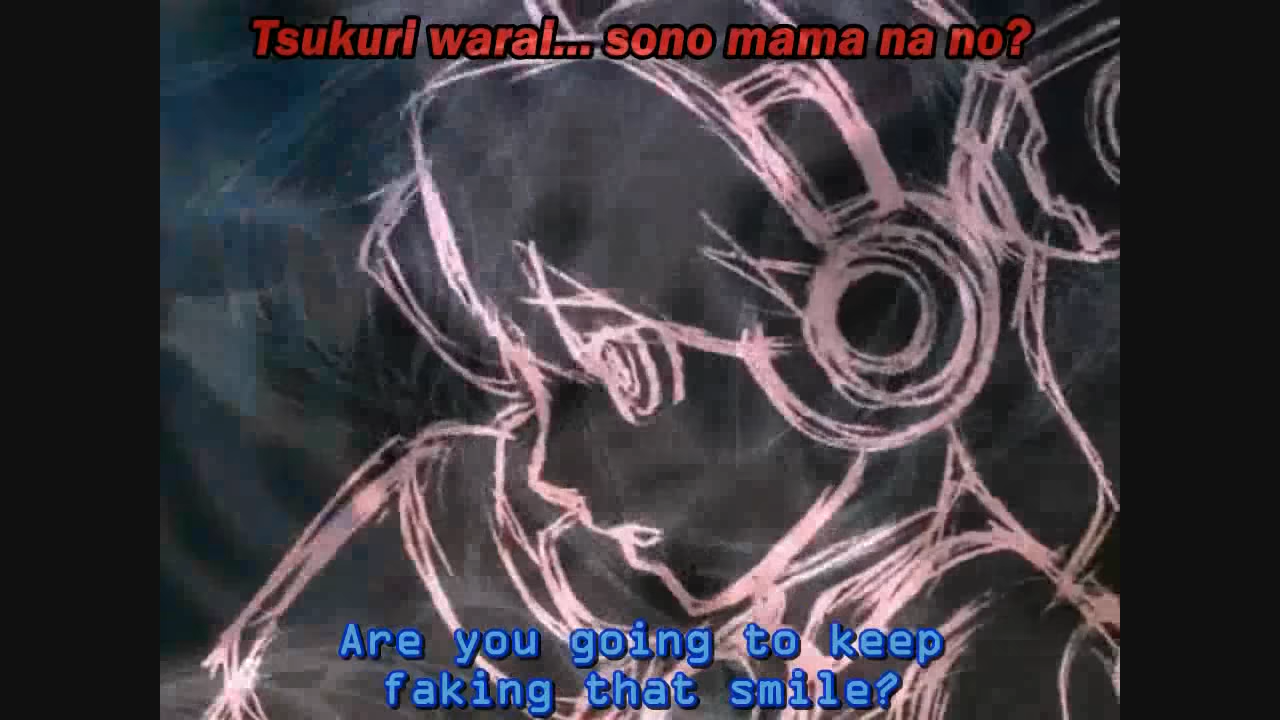 Tsukuri warai... sono mama na no?
Are you going to keep
faking that smile?